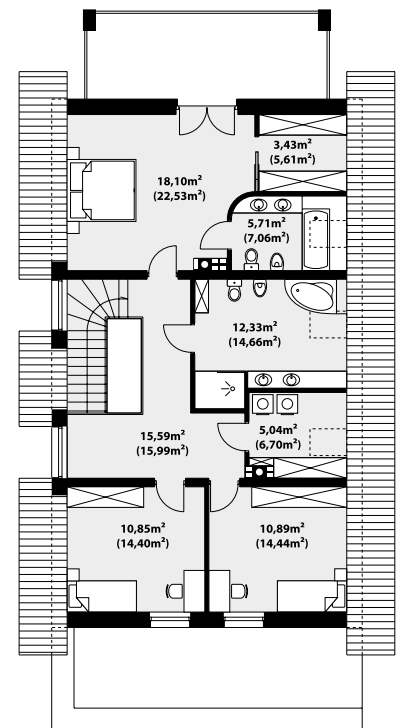 3,43m²
(5,61m²)
18,10m²
(22,53m²)
5,71m²
(7,06m²)
12,33m²
(14,66m²)
15,59m²
(15,99m²)
5,04m²
(6,70m²)
10,85m²
(14,40m²)
10,89m²
(14,44m²)